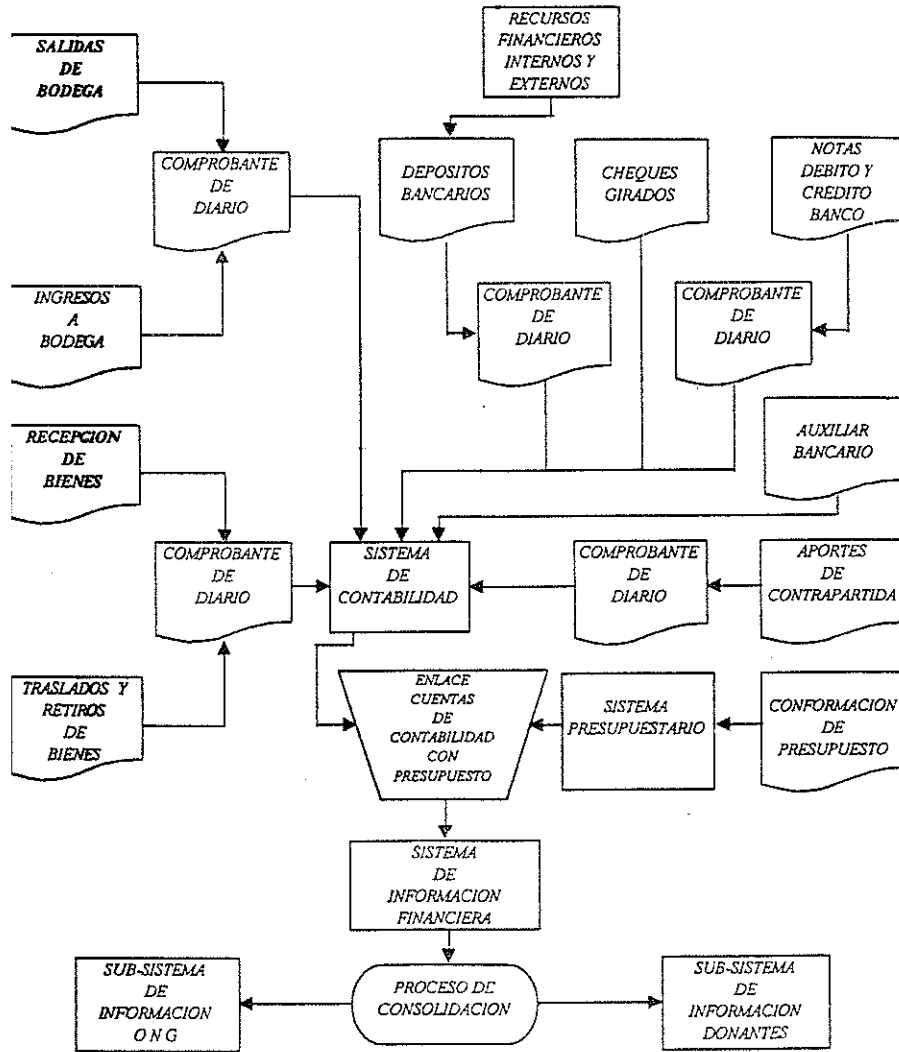 RECURSOS
FINANCIEROS
INTERNOS Y
EXTERNOS
SALIDAS
DE
BODEGA
COMPROBANTE
DE
DIARIO
DEPOSITOS
BANCARIOS
CHEQUES
GIRADOS
NOTAS
DEBITO Y
CREDITO
BANCO
INGRESOS
A
BODEGA
COMPROBANTE
DE
DIARIO
COMPROBANTE
DE
DIARIO
RECEPCION
DE
BIENES
AUXILIAR
BANCARIO
COMPROBANTE
DE
DIARIO
SISTEMA
DE
CONTABILIDAD
COMPROBANTE
DE
DIARIO
APORTES
DE
CONTRAPARTIDA
TRASLADOS Y
RETIROS
DE
BIENES
ENLACE
CUENTAS
DE
CONTABILIDAD
CON
PRESUPUESTO
SISTEMA
PRESUPUESTARIO
CONFORMACION
DE
PRESUPUESTO
SISTEMA
DE
INFORMACION
FINANCIERA
SUB-SISTEMA
DE
INFORMACION
O N G
PROCESO DE
CONSOLIDACION
SUB-SISTEMA
DE
INFORMACION
DONANTES